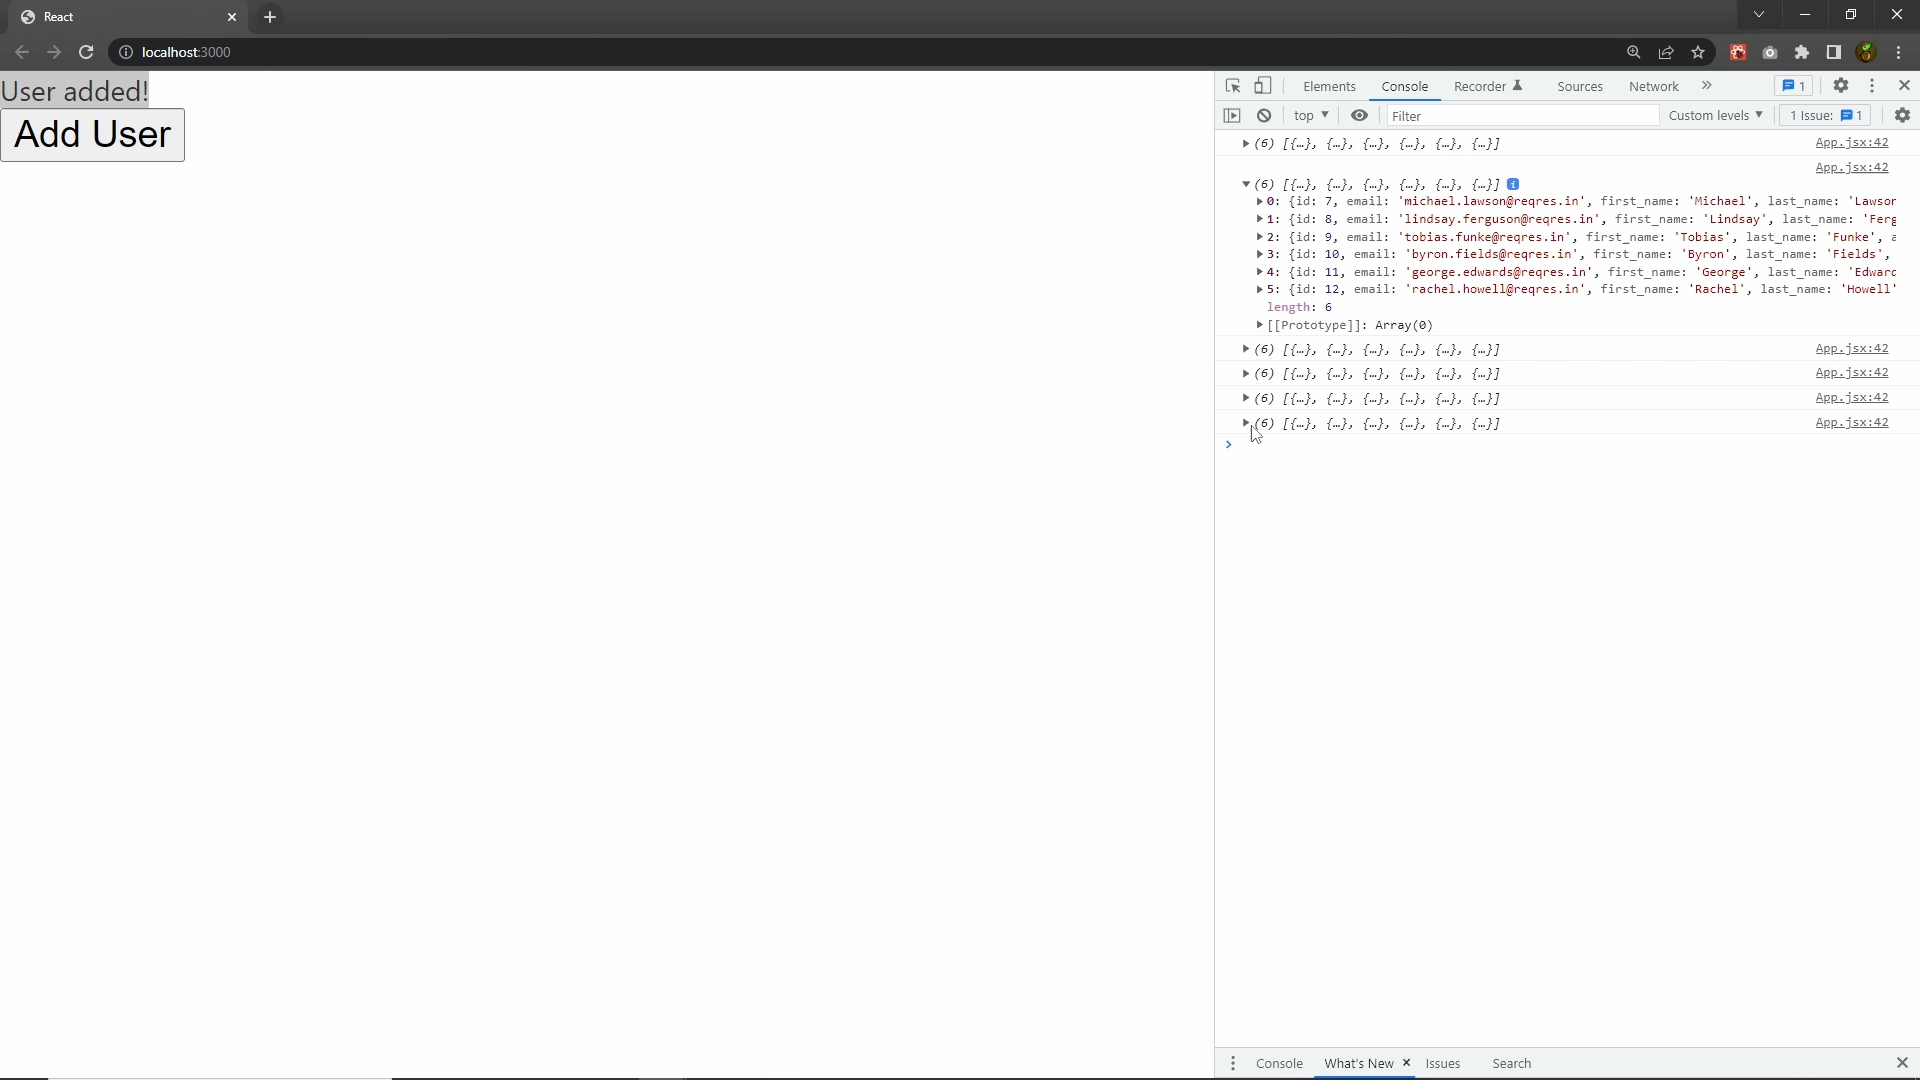 React
localhost:3000
User added!
Add User
Elements Console Recorder Sources Network » 1
top ▼ Filter Custom levels ▼ 1 Issue: 1
▶(6) [{…}, {…}, {…}, {…}, {…}, {…}] App.jsx:42
App.jsx:42
▼(6) [{…}, {…}, {…}, {…}, {…}, {…}] i
▶0: {id: 7, email: 'michael.lawson@reqres.in', first_name: 'Michael', last_name: 'Lawson
▶1: {id: 8, email: 'lindsay.ferguson@reqres.in', first_name: 'Lindsay', last_name: 'Ferg
▶2: {id: 9, email: 'tobias.funke@reqres.in', first_name: 'Tobias', last_name: 'Funke', a
▶3: {id: 10, email: 'byron.fields@reqres.in', first_name: 'Byron', last_name: 'Fields',
▶4: {id: 11, email: 'george.edwards@reqres.in', first_name: 'George', last_name: 'Edward
▶5: {id: 12, email: 'rachel.howell@reqres.in', first_name: 'Rachel', last_name: 'Howell'
length: 6
▶[[Prototype]]: Array(0)
▶(6) [{…}, {…}, {…}, {…}, {…}, {…}] App.jsx:42
▶(6) [{…}, {…}, {…}, {…}, {…}, {…}] App.jsx:42
▶(6) [{…}, {…}, {…}, {…}, {…}, {…}] App.jsx:42
▶(6) [{…}, {…}, {…}, {…}, {…}, {…}] App.jsx:42
Console What's New Issues Search